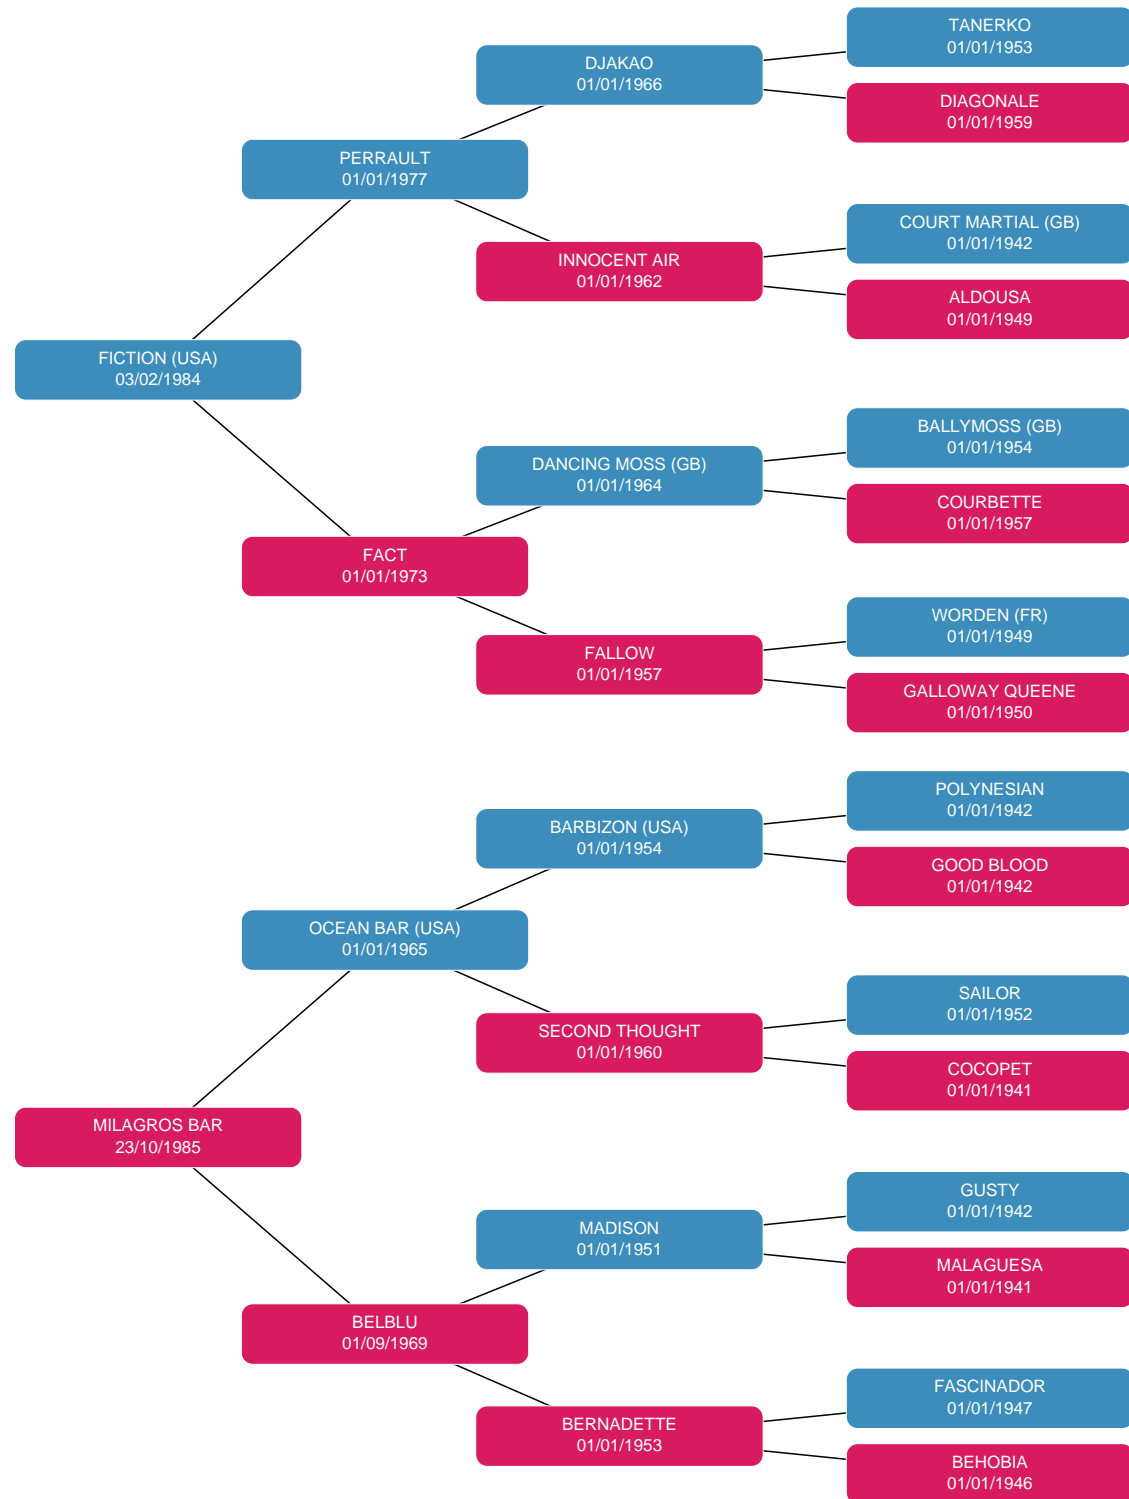 TANERKO
01/01/1953
DJAKAO
01/01/1966
DIAGONALE
01/01/1959
PERRAULT
01/01/1977
COURT MARTIAL (GB)
01/01/1942
INNOCENT AIR
01/01/1962
ALDOUSA
01/01/1949
FICTION (USA)
03/02/1984
BALLYMOSS (GB)
01/01/1954
DANCING MOSS (GB)
01/01/1964
COURBETTE
01/01/1957
FACT
01/01/1973
WORDEN (FR)
01/01/1949
FALLOW
01/01/1957
GALLOWAY QUEENE
01/01/1950
POLYNESIAN
01/01/1942
BARBIZON (USA)
01/01/1954
GOOD BLOOD
01/01/1942
OCEAN BAR (USA)
01/01/1965
SAILOR
01/01/1952
SECOND THOUGHT
01/01/1960
COCOPET
01/01/1941
MILAGROS BAR
23/10/1985
GUSTY
01/01/1942
MADISON
01/01/1951
MALAGUESA
01/01/1941
BELBLU
01/09/1969
FASCINADOR
01/01/1947
BERNADETTE
01/01/1953
BEHOBIA
01/01/1946